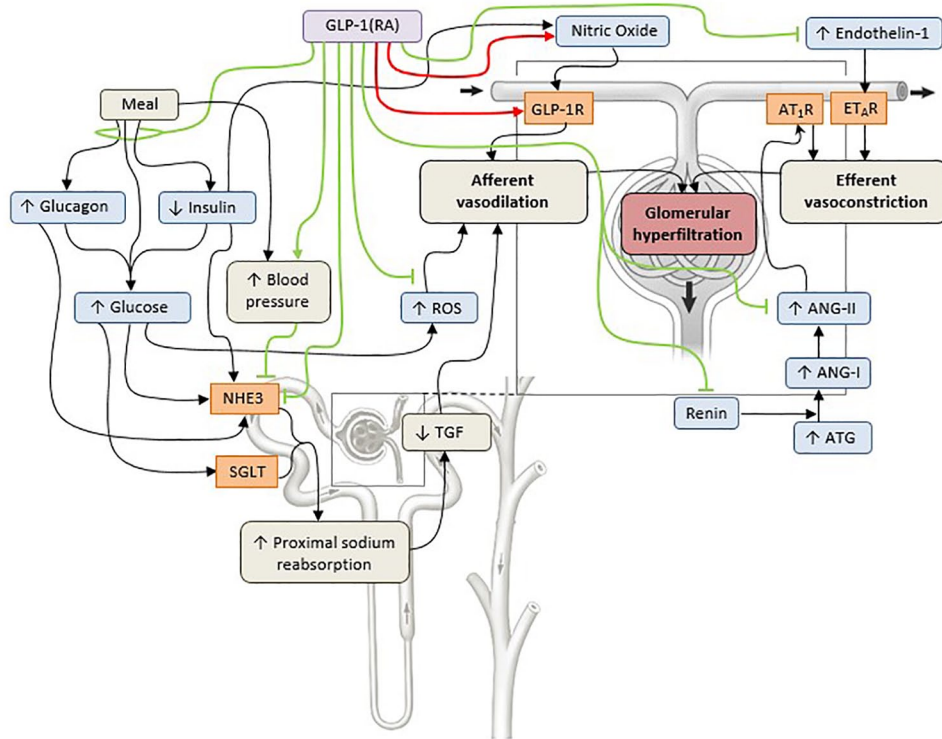 GLP-1(RA)
Nitric Oxide
↑ Endothelin-1
Meal
GLP-1R
AT₁R
ETₐR
Afferent
vasodilation
Glomerular
hyperfiltration
Efferent
vasoconstriction
↑ Glucagon
↓ Insulin
↑ Blood
pressure
↑ Glucose
↑ ROS
↑ ANG-II
↑ ANG-I
NHE3
↓ TGF
Renin
↑ ATG
SGLT
↑ Proximal sodium
reabsorption